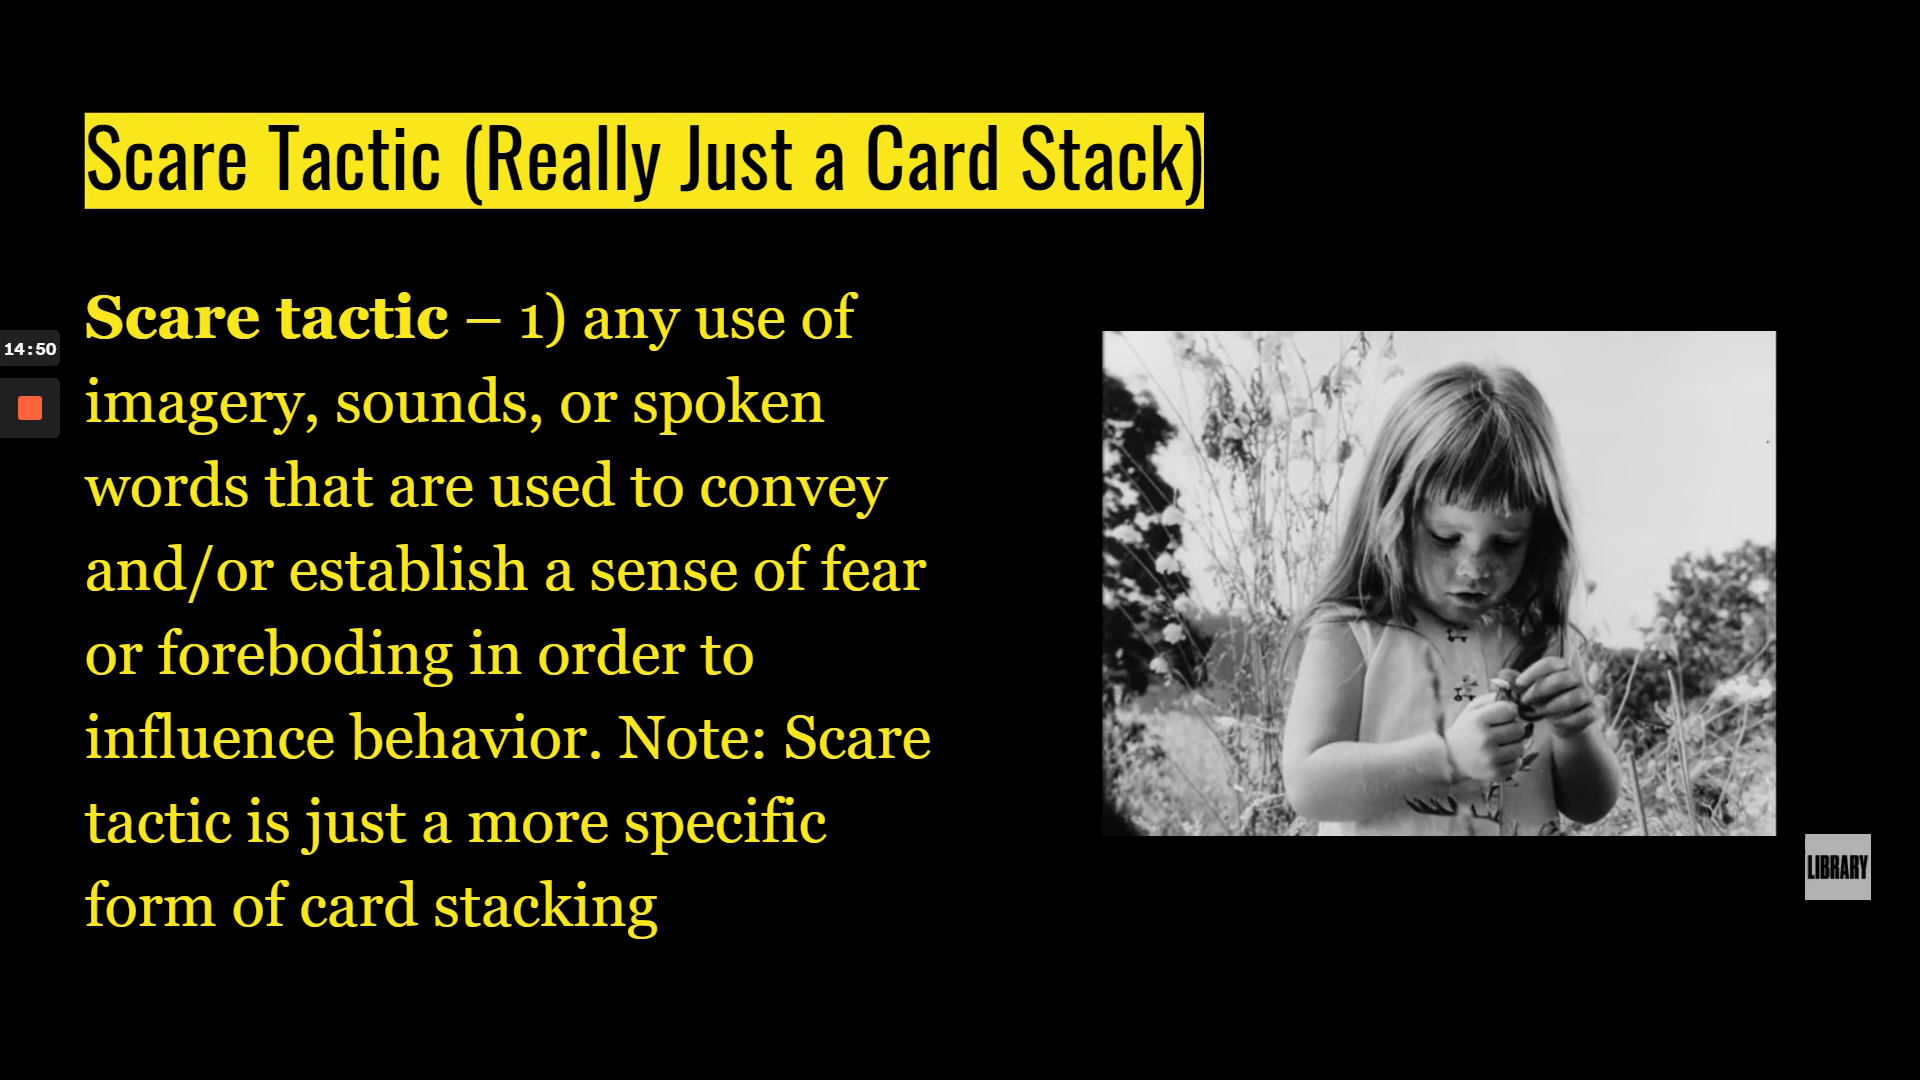 Scare Tactic (Really Just a Card Stack)
Scare tactic – 1) any use of
imagery, sounds, or spoken
words that are used to convey
and/or establish a sense of fear
or foreboding in order to
influence behavior. Note: Scare
tactic is just a more specific
form of card stacking
14:50
LIBRARY